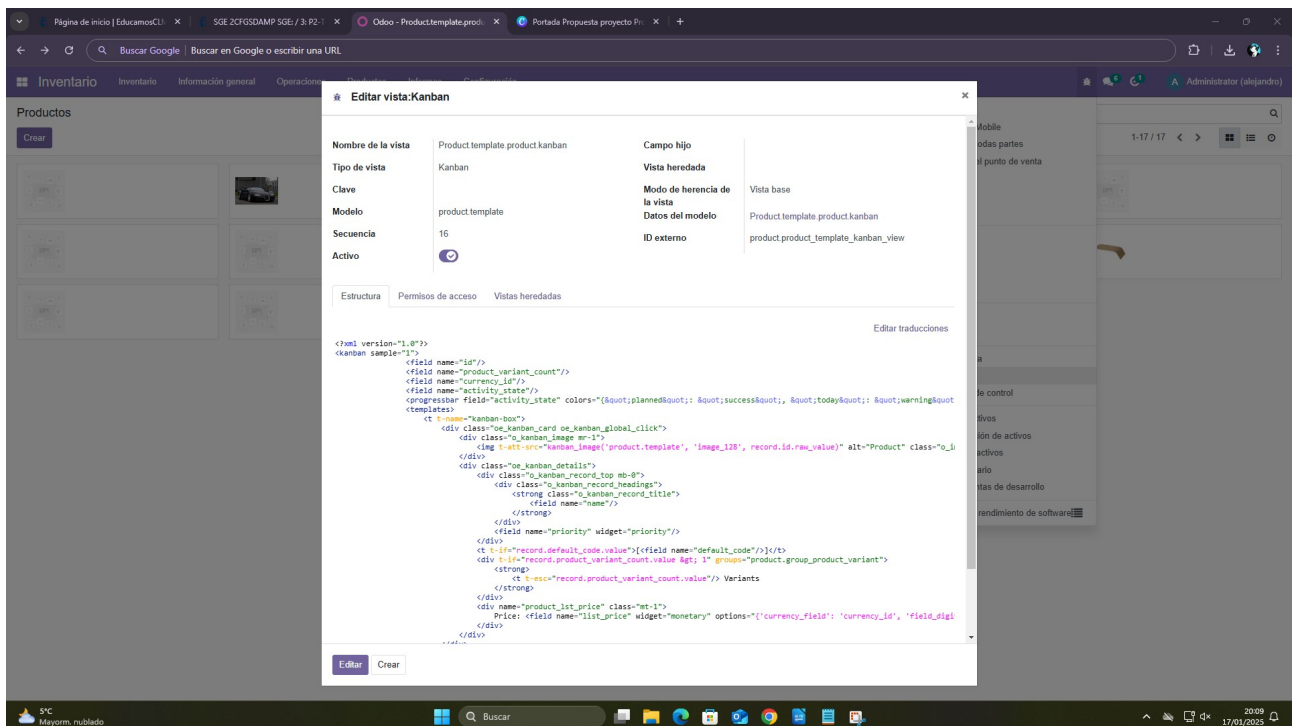 Página de inicio | EducamosCL
SGE 2CFGSDAMP SGE: / 3: P2-
Odoo - Product.template.prod
Portada Propuesta proyecto Pr
Buscar Google | Buscar en Google o escribir una URL
Inventario Inventario Información general Operacione
6 1 A Administrator (alejandro)
Editar vista:Kanban
Productos
Crear
1-17 / 17
Mobile
odas partes
el punto de venta
Nombre de la vista Product.template.product.kanban Campo hijo
Tipo de vista Kanban Vista heredada
Clave Modo de herencia de la vista Vista base
Modelo product.template Datos del modelo Product.template.product.kanban
Secuencia 16 ID externo product.product_template_kanban_view
Activo
Estructura Permisos de acceso Vistas heredadas
Editar traducciones
<?xml version="1.0"?>
<kanban sample="1">
<field name="id"/>
<field name="product_variant_count"/>
<field name="currency_id"/>
<field name="activity_state"/>
<progressbar field="activity_state" colors="{&quot;planned&quot;: &quot;success&quot;, &quot;today&quot;: &quot;warning&quot
<templates>
<t t-name="kanban-box">
<div class="oe_kanban_card oe_kanban_global_click">
<div class="o_kanban_image mr-1">
<img t-att-src="kanban_image('product.template', 'image_128', record.id.raw_value)" alt="Product" class="o_i
</div>
<div class="oe_kanban_details">
<div class="o_kanban_record_top mb-0">
<div class="o_kanban_record_headings">
<strong class="o_kanban_record_title">
<field name="name"/>
</strong>
</div>
<field name="priority" widget="priority"/>
</div>
<t t-if="record.default_code.value">[<field name="default_code"/>]</t>
<div t-if="record.product_variant_count.value &gt; 1" groups="product.group_product_variant">
<strong>
<t t-esc="record.product_variant_count.value"/> Variants
</strong>
</div>
<div name="product_lst_price" class="mt-1">
Price: <field name="list_price" widget="monetary" options="{'currency_field': 'currency_id', 'field_digi
</div>
</div>
de control
tivos
ión de activos
activos
ario
ntas de desarrollo
rendimiento de software
Editar Crear
5°C
Mayorm. nublado
Buscar
20:09
17/01/2025